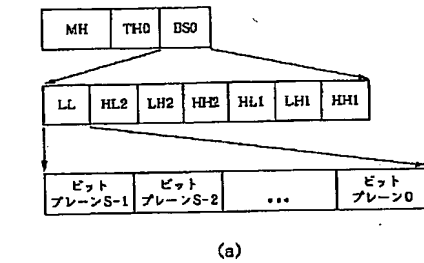 MH TH0 BS0
LL HL2 LH2 HH2 HL1 LH1 HH1
ビット ビット ビット
プレーンS-1 プレーンS-2 ... プレーン0
(a)